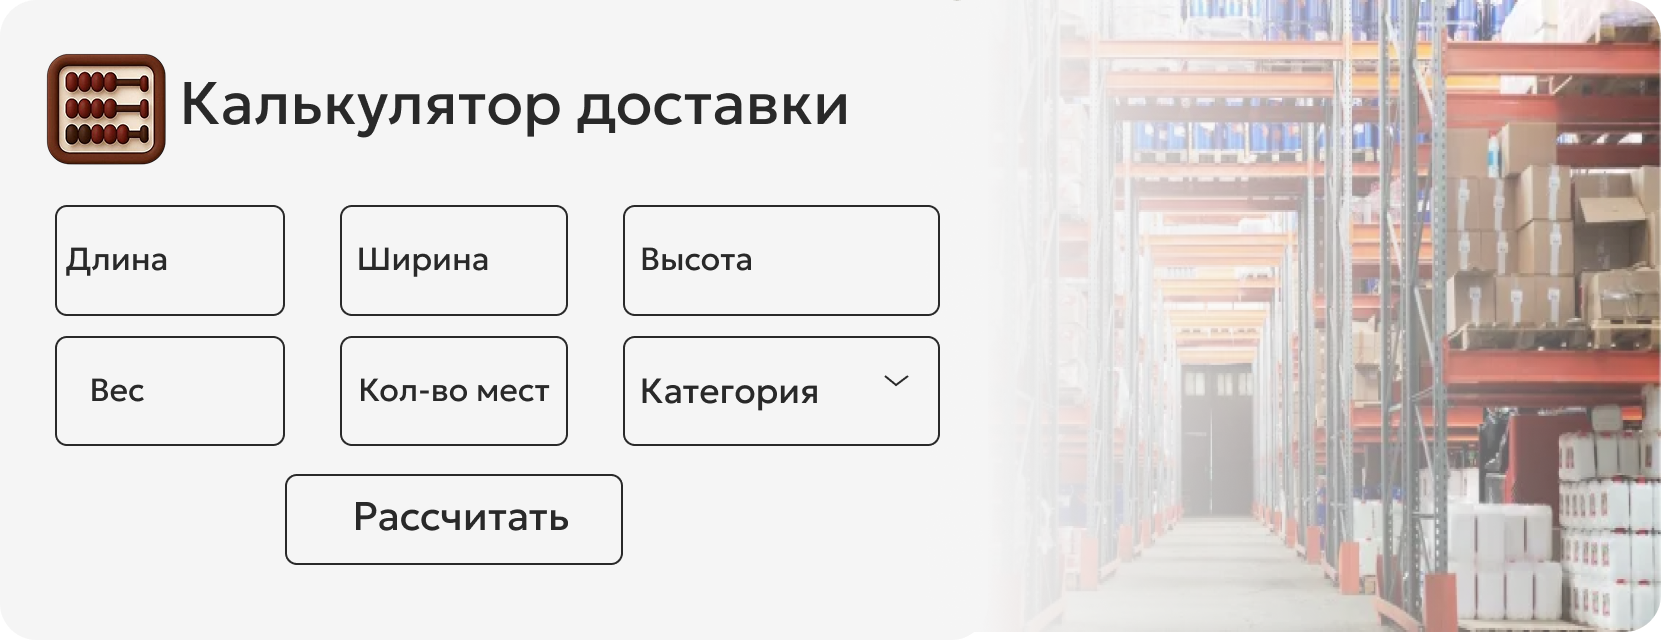 Калькулятор доставки
Длина
Ширина
Высота
Вес
Кол-во мест
Категория
Рассчитать